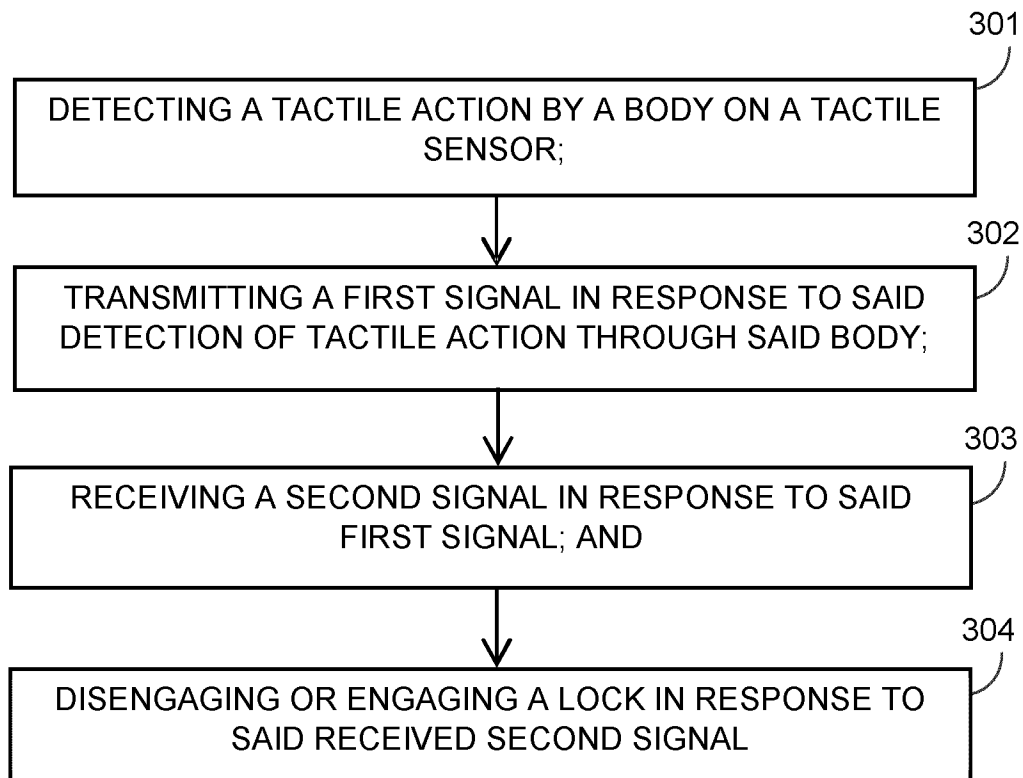 301
DETECTING A TACTILE ACTION BY A BODY ON A TACTILE
SENSOR;
302
TRANSMITTING A FIRST SIGNAL IN RESPONSE TO SAID
DETECTION OF TACTILE ACTION THROUGH SAID BODY;
303
RECEIVING A SECOND SIGNAL IN RESPONSE TO SAID
FIRST SIGNAL; AND
304
DISENGAGING OR ENGAGING A LOCK IN RESPONSE TO
SAID RECEIVED SECOND SIGNAL